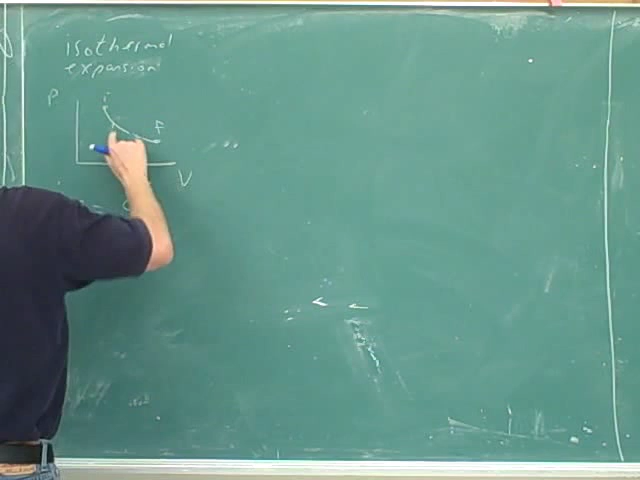 isothermal
expansion
P
i
f
V